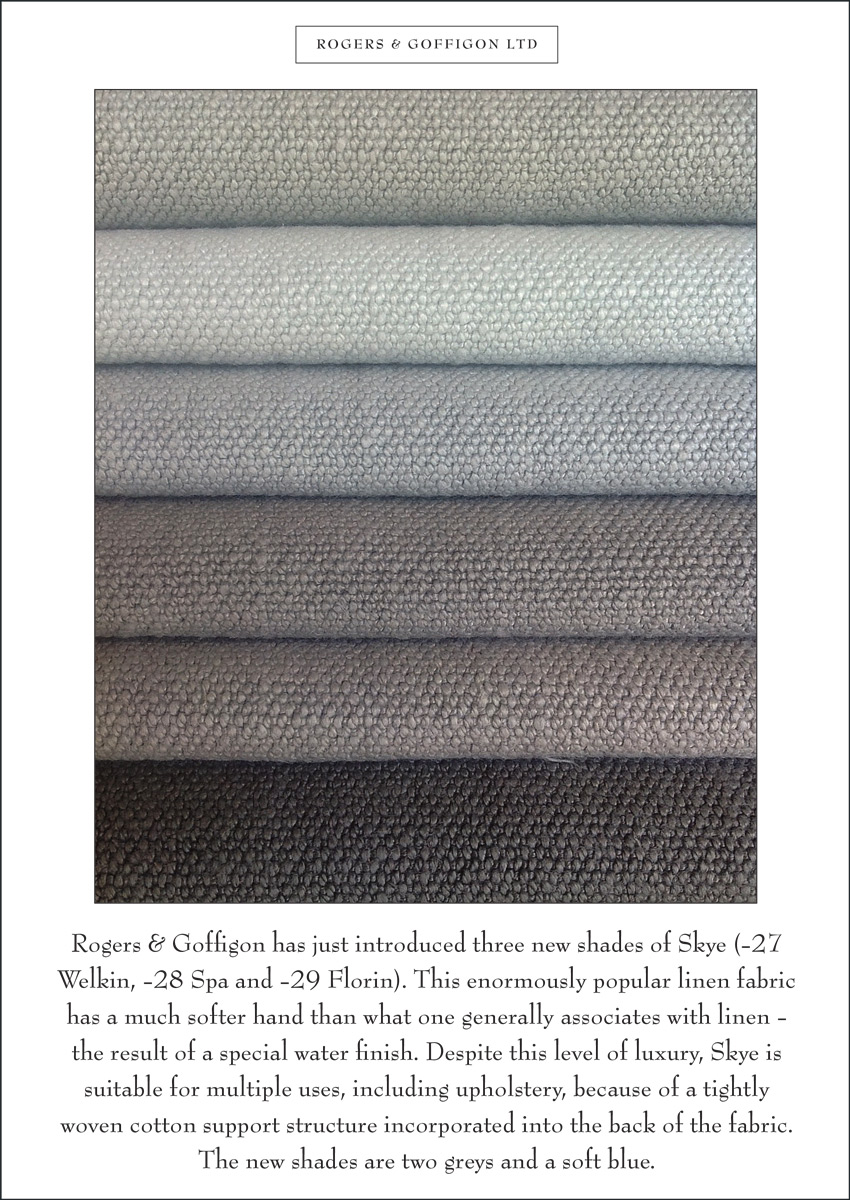 ROGERS & GOFFIGON LTD
Rogers & Goffigon has just introduced three new shades of Skye (-27
Welkin, -28 Spa and -29 Florin). This enormously popular linen fabric
has a much softer hand than what one generally associates with linen –
the result of a special water finish. Despite this level of luxury, Skye is
suitable for multiple uses, including upholstery, because of a tightly
woven cotton support structure incorporated into the back of the fabric.
The new shades are two greys and a soft blue.